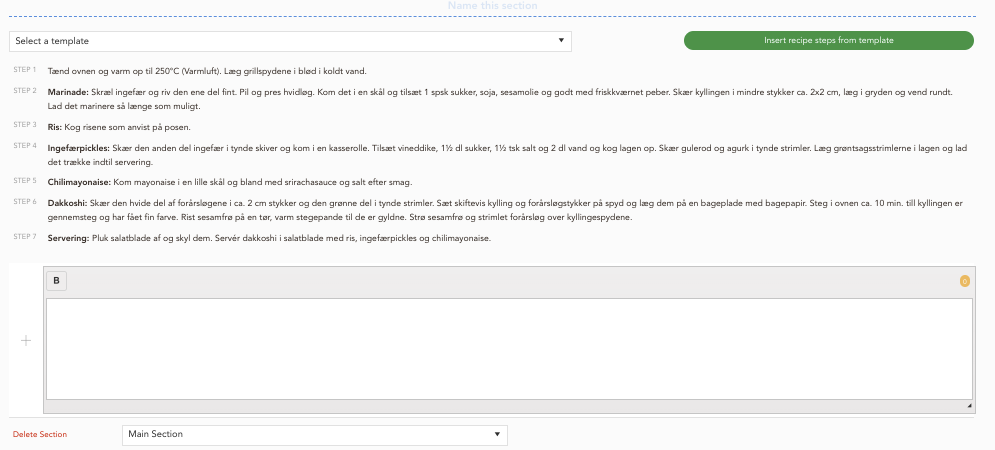 Name this section
Select a template
Insert recipe steps from template
STEP 1 Tænd ovnen og varm op til 250°C (Varmluft). Læg grillspydene i blød i koldt vand.
STEP 2 Marinade: Skræl ingefær og riv den ene del fint. Pil og pres hvidløg. Kom det i en skål og tilsæt 1 spsk sukker, soja, sesamolie og godt med friskkværnet peber. Skær kyllingen i mindre stykker ca. 2x2 cm, læg i gryden og vend rundt.
Lad det marinere så længe som muligt.
STEP 3 Ris: Kog risene som anvist på posen.
STEP 4 Ingefærpickles: Skær den anden del ingefær i tynde skiver og kom i en kasserolle. Tilsæt vineddike, 1½ dl sukker, 1½ tsk salt og 2 dl vand og kog lagen op. Skær gulerod og agurk i tynde strimler. Læg grøntsagsstrimlerne i lagen og lad
det trække indtil servering.
STEP 5 Chilimayonaise: Kom mayonaise i en lille skål og bland med srirachasauce og salt efter smag.
STEP 6 Dakkoshi: Skær den hvide del af forårsløgene i ca. 2 cm stykker og den grønne del i tynde strimler. Sæt skiftevis kylling og forårsløgstykker på spyd og læg dem på en bageplade med bagepapir. Steg i ovnen ca. 10 min. till kyllingen er
gennemsteg og har fået fin farve. Rist sesamfrø på en tør, varm stegepande til de er gyldne. Strø sesamfrø og strimlet forårsløg over kyllingespydene.
STEP 7 Servering: Pluk salatblade af og skyl dem. Servér dakkoshi i salatblade med ris, ingefærpickles og chilimayonaise.
B
0
+
Delete Section
Main Section